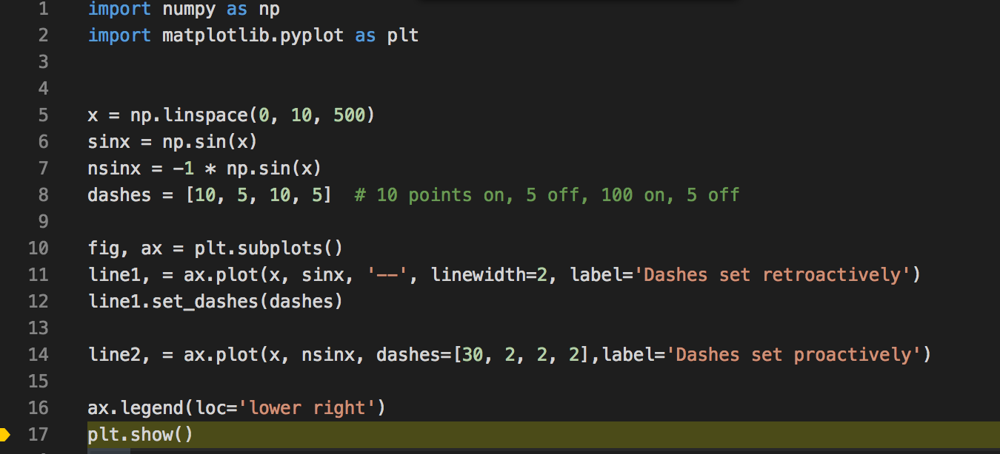 1 import numpy as np
2 import matplotlib.pyplot as plt
3
4
5 x = np.linspace(0, 10, 500)
6 sinx = np.sin(x)
7 nsinx = -1 * np.sin(x)
8 dashes = [10, 5, 10, 5]  # 10 points on, 5 off, 100 on, 5 off
9
10 fig, ax = plt.subplots()
11 line1, = ax.plot(x, sinx, '--', linewidth=2, label='Dashes set retroactively')
12 line1.set_dashes(dashes)
13
14 line2, = ax.plot(x, nsinx, dashes=[30, 2, 2, 2],label='Dashes set proactively')
15
16 ax.legend(loc='lower right')
17 plt.show()